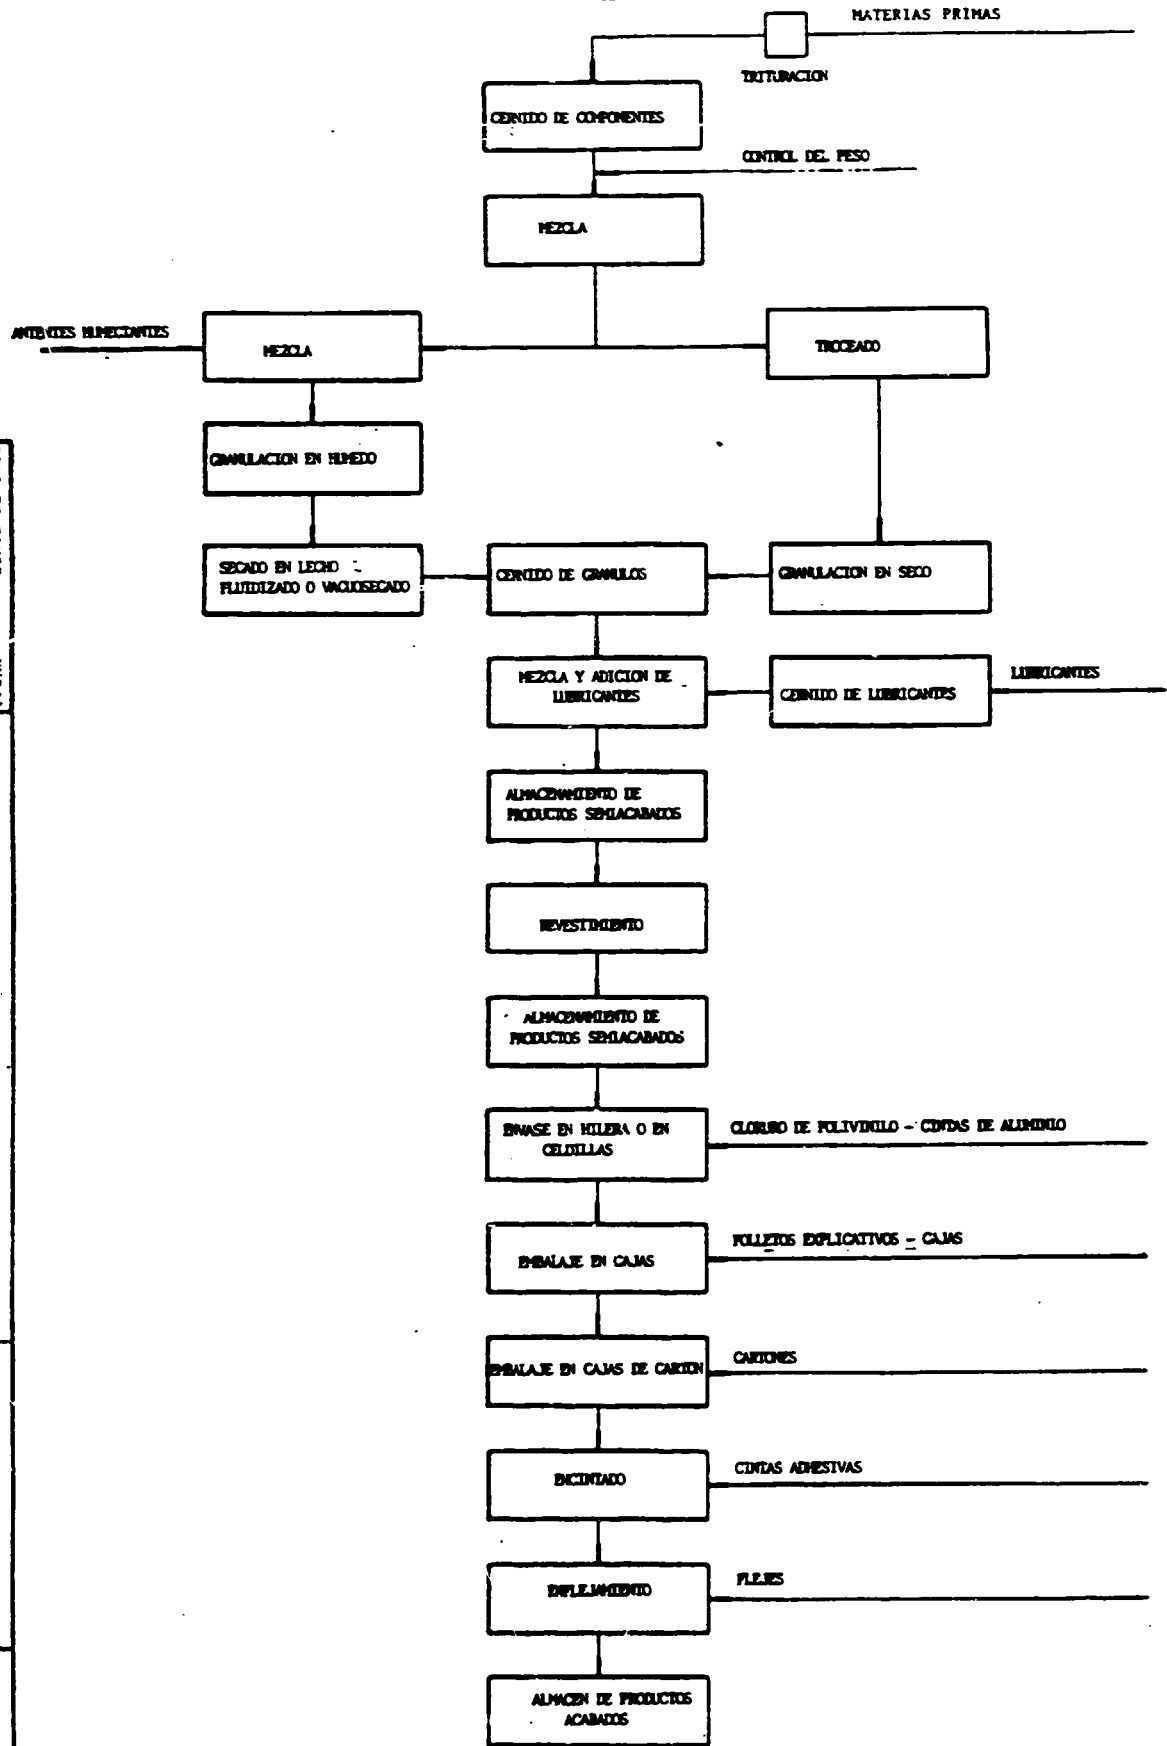 MATERIAS PRIMAS
TRITURACION
CERNIDO DE COMPONENTES
CONTROL DEL PESO
MEZCLA
HUMECTANTES
MEZCLA
TROCEADO
GRANULACION EN HUMEDO
SECADO EN LECHO -
FLUIDIZADO O VACUOSECADO
CERNIDO DE GRANULOS
GRANULACION EN SECO
MEZCLA Y ADICION DE
LUBRICANTES
CERNIDO DE LUBRICANTES
LUBRICANTES
ALMACENAMIENTO DE
PRODUCTOS SEMIACABADOS
REVESTIMIENTO
ALMACENAMIENTO DE
PRODUCTOS SEMIACABADOS
ENVASE EN HILERA O EN
CELDILLAS
CLORURO DE POLIVINILO - CINTAS DE ALUMINIO
EMBALAJE EN CAJAS
FOLLETOS EXPLICATIVOS - CAJAS
EMBALAJE EN CAJAS DE CARTON
CARTONES
ENCINTADO
CINTAS ADHESIVAS
ENFLEJAMIENTO
FLEJES
ALMACEN DE PRODUCTOS
ACABADOS